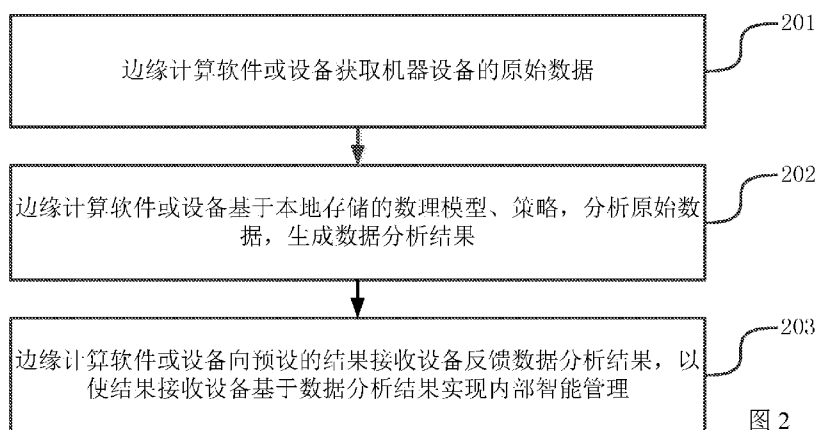 201
边缘计算软件或设备获取机器设备的原始数据
202
边缘计算软件或设备基于本地存储的数理模型、策略，分析原始数
据，生成数据分析结果
203
边缘计算软件或设备向预设的结果接收设备反馈数据分析结果，以
使结果接收设备基于数据分析结果实现内部智能管理
图 2